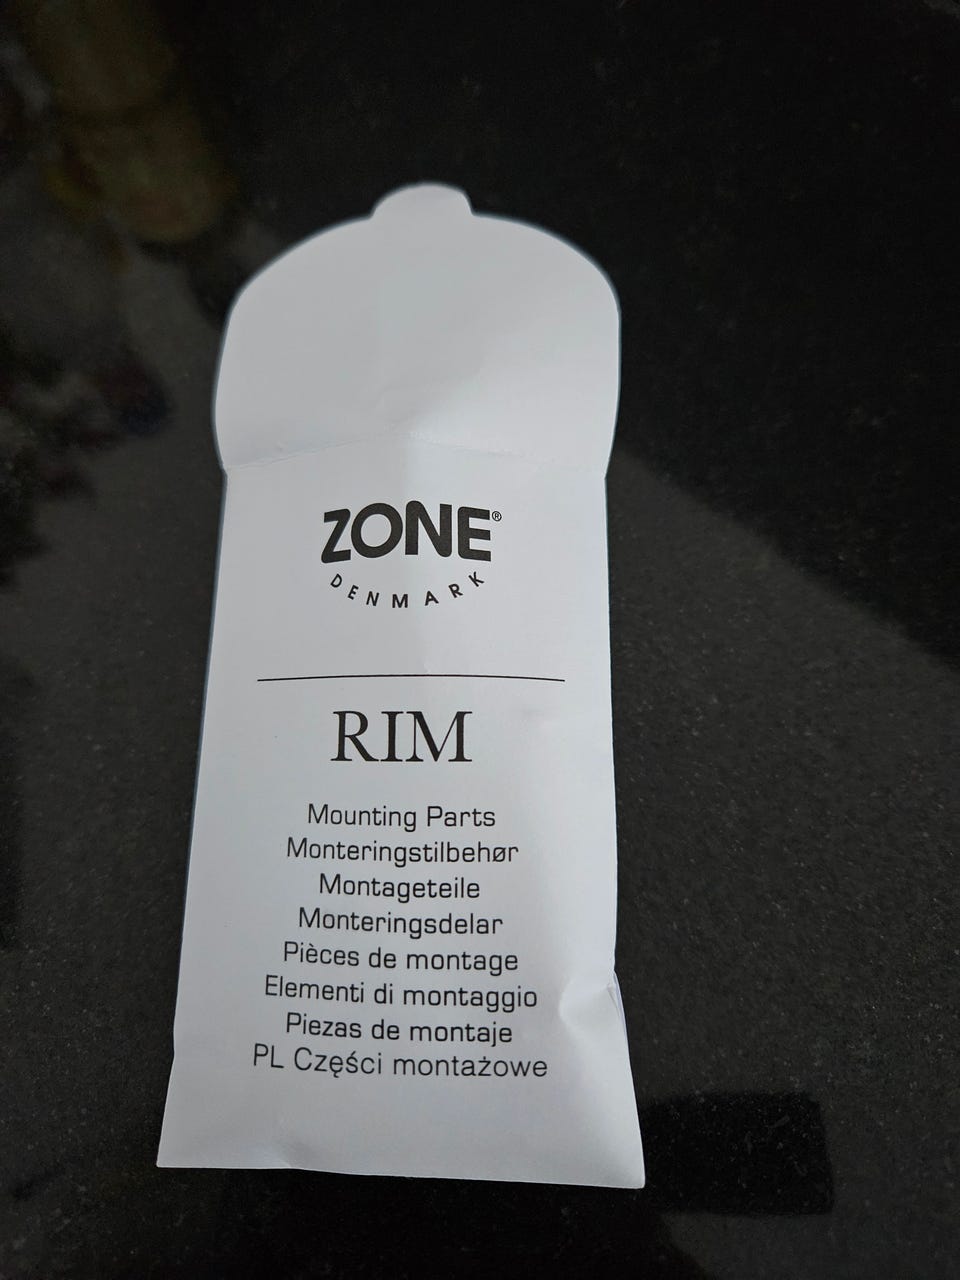 ZONE®
DENMARK
RIM
Mounting Parts
Monteringstilbehør
Montageteile
Monteringsdelar
Pièces de montage
Elementi di montaggio
Piezas de montaje
PL Części montażowe